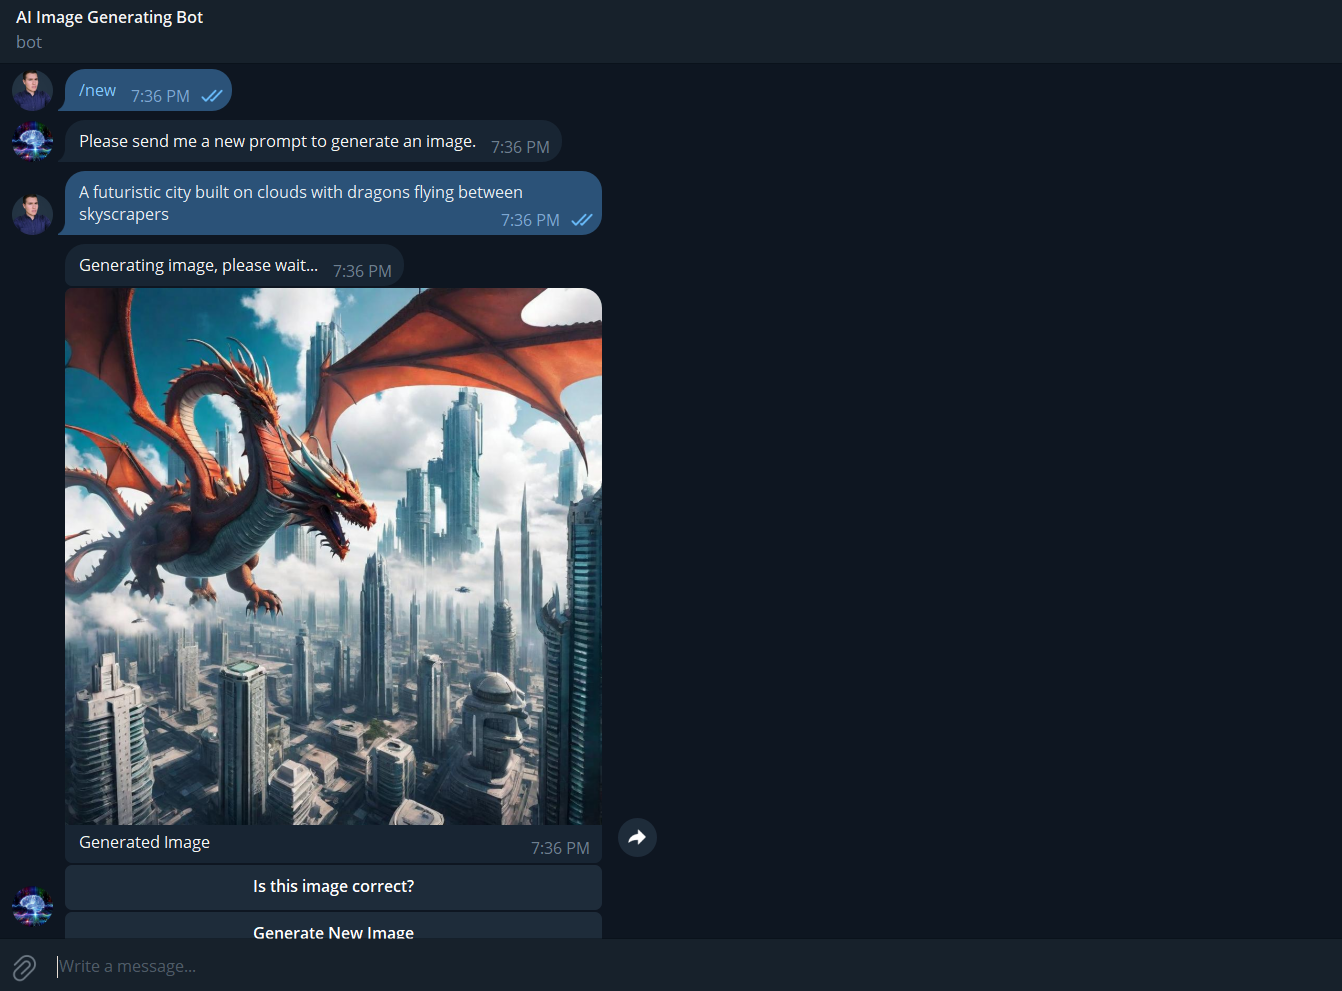 AI Image Generating Bot
bot
/new 7:36 PM
Please send me a new prompt to generate an image. 7:36 PM
A futuristic city built on clouds with dragons flying between
skyscrapers 7:36 PM
Generating image, please wait... 7:36 PM
Generated Image 7:36 PM
Is this image correct?
Generate New Image
Write a message...